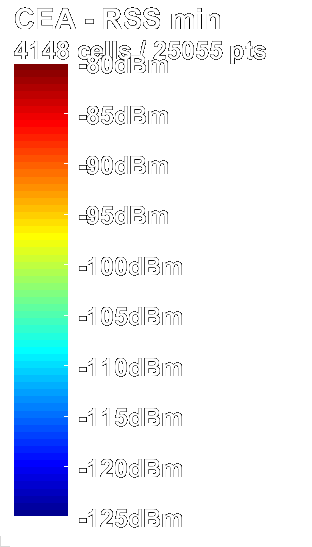 CEA - RSS min
4148 cells / 25055 pts
-80dBm
-85dBm
-90dBm
-95dBm
-100dBm
-105dBm
-110dBm
-115dBm
-120dBm
-125dBm